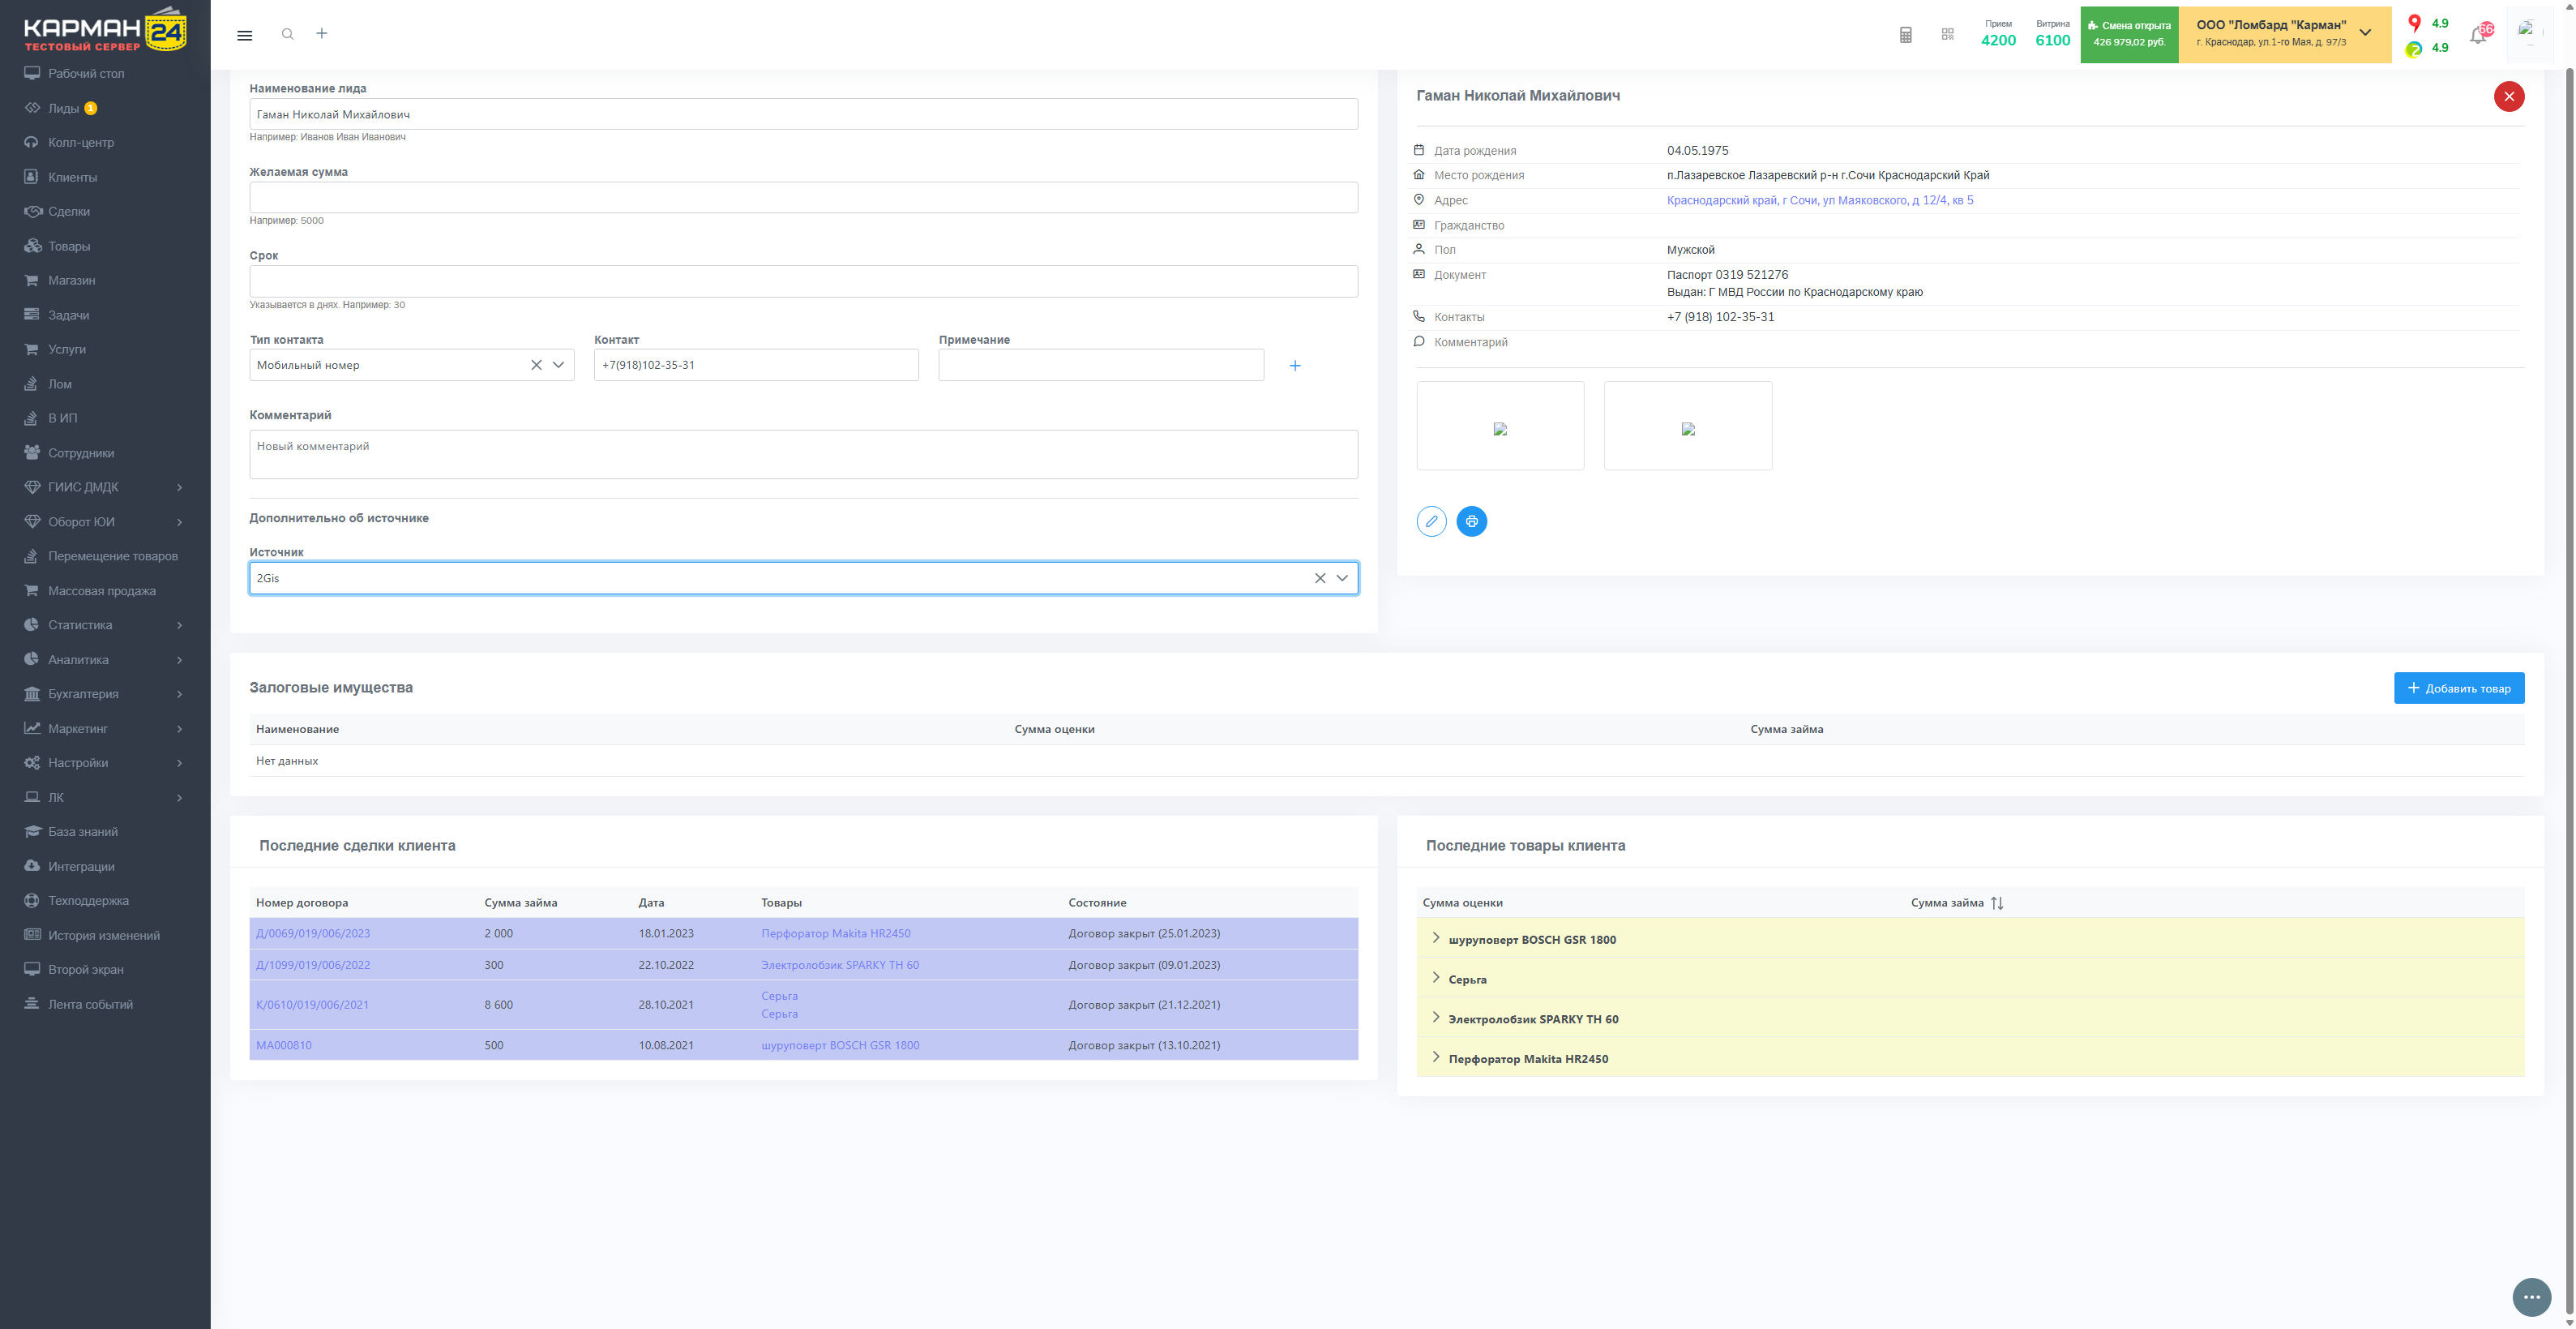 КАРМАН 24
ТЕСТОВЫЙ СЕРВЕР
Рабочий стол
Лиды 1
Колл-центр
Клиенты
Сделки
Товары
Магазин
Задачи
Услуги
Лом
В ИП
Сотрудники
ГИИС ДМДК
Оборот ЮИ
Перемещение товаров
Массовая продажа
Статистика
Аналитика
Бухгалтерия
Маркетинг
Настройки
ЛК
База знаний
Интеграции
Техподдержка
История изменений
Второй экран
Лента событий
Прием
4200
Витрина
6100
Смена открыта
426 979,02 руб.
ООО "Ломбард "Карман"
г. Краснодар, ул.1-го Мая, д. 97/3
4.9
4.9
Наименование лида
Гаман Николай Михайлович
Например: Иванов Иван Иванович
Желаемая сумма
Например: 5000
Срок
Указывается в днях. Например: 30
Тип контакта Контакт Примечание
Мобильный номер +7(918)102-35-31
Комментарий
Новый комментарий
Дополнительно об источнике
Источник
2Gis
Гаман Николай Михайлович
Дата рождения 04.05.1975
Место рождения п.Лазаревское Лазаревский р-н г.Сочи Краснодарский Край
Адрес Краснодарский край, г Сочи, ул Маяковского, д 12/4, кв 5
Гражданство
Пол Мужской
Документ Паспорт 0319 521276
Выдан: Г МВД России по Краснодарскому краю
Контакты +7 (918) 102-35-31
Комментарий
Залоговые имущества
Добавить товар
Наименование Сумма оценки Сумма займа
Нет данных
Последние сделки клиента
Номер договора Сумма займа Дата Товары Состояние
Д/0069/019/006/2023 2 000 18.01.2023 Перфоратор Makita HR2450 Договор закрыт (25.01.2023)
Д/1099/019/006/2022 300 22.10.2022 Электролобзик SPARKY TH 60 Договор закрыт (09.01.2023)
К/0610/019/006/2021 8 600 28.10.2021 Серьга Серьга Договор закрыт (21.12.2021)
МА000810 500 10.08.2021 шуруповерт BOSCH GSR 1800 Договор закрыт (13.10.2021)
Последние товары клиента
Сумма оценки Сумма займа
шуруповерт BOSCH GSR 1800
Серьга
Электролобзик SPARKY TH 60
Перфоратор Makita HR2450